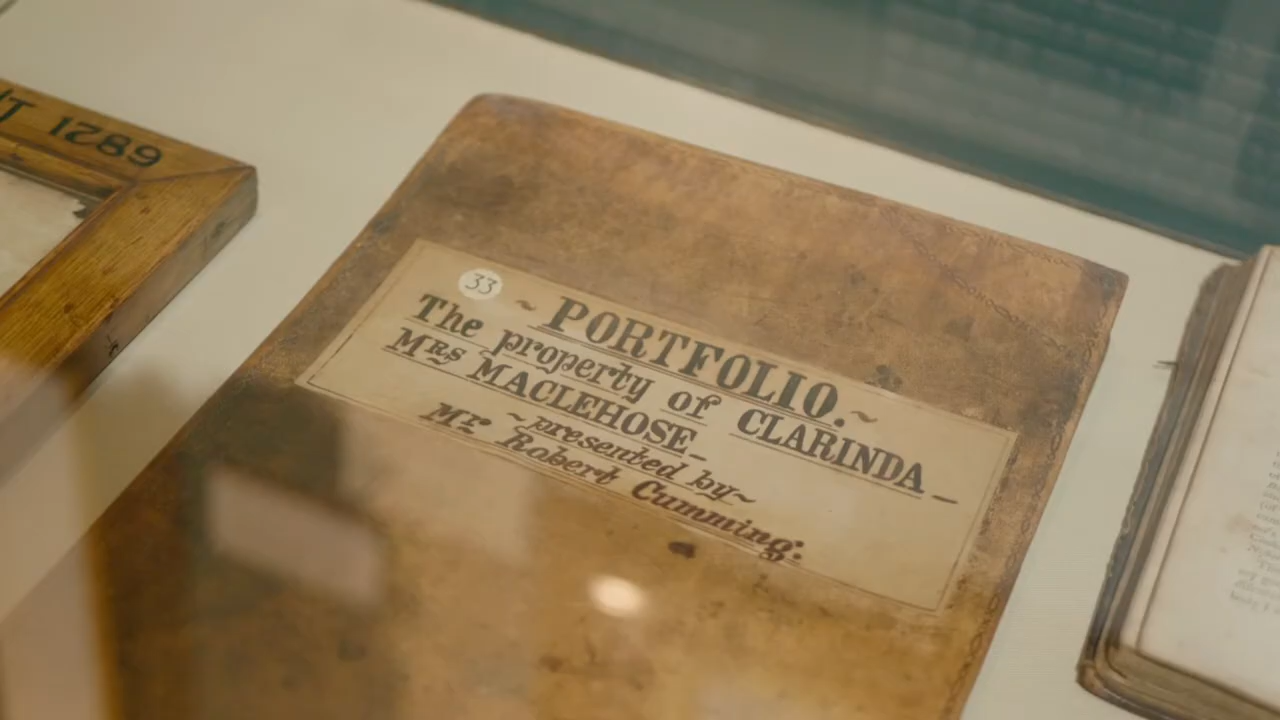 1289
33
~ PORTFOLIO. ~
The property of CLARINDA –
Mrs MACLEHOSE –
~ presented by ~
Mr. Robert Cumming.